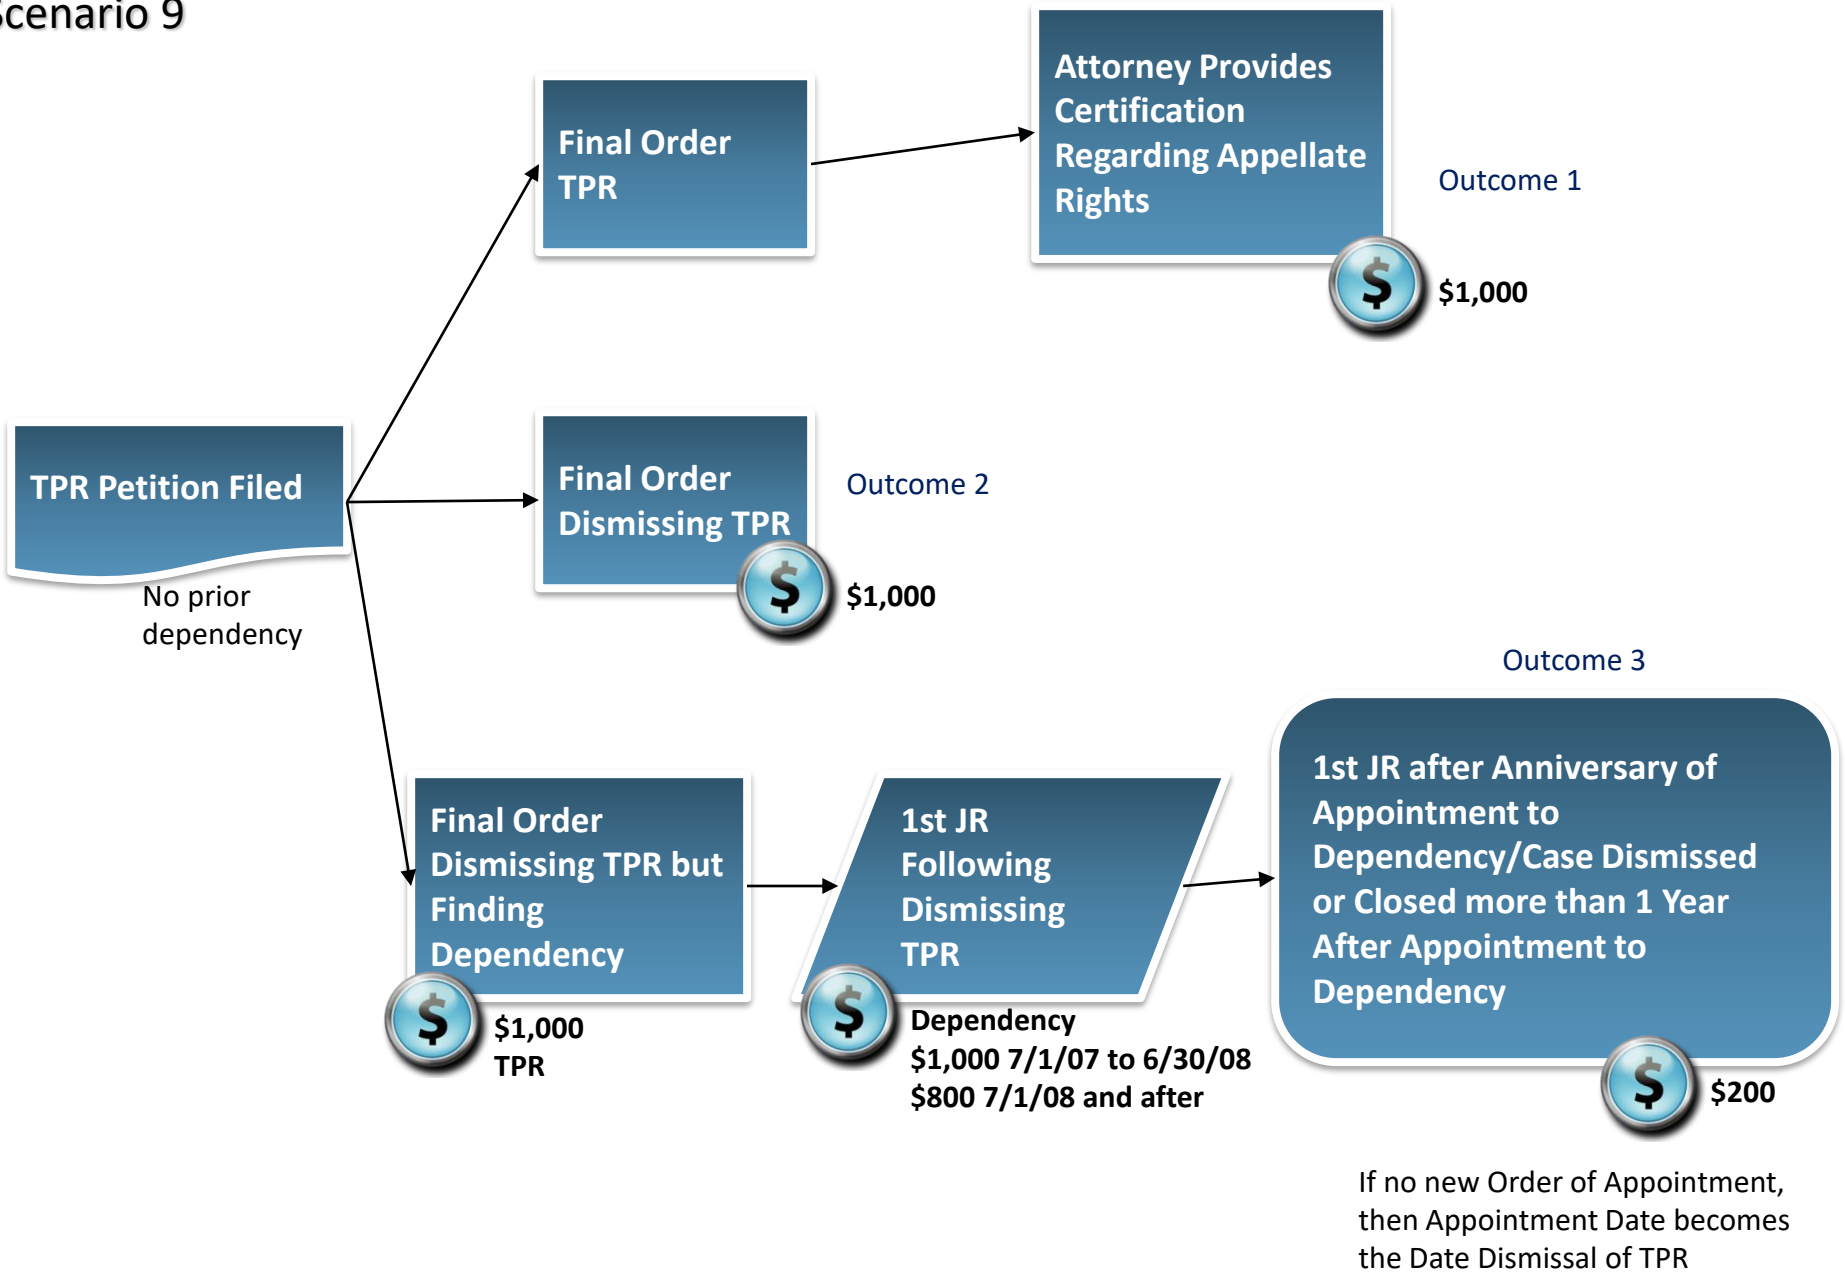 Scenario 9
Attorney Provides
Certification
Regarding Appellate
Rights
Outcome 1
$
$1,000
Final Order
TPR
TPR Petition Filed
No prior
dependency
Final Order
Dismissing TPR
Outcome 2
$
$1,000
Final Order
Dismissing TPR but
Finding
Dependency
$
$1,000
TPR
1st JR
Following
Dismissing
TPR
$
Dependency
$1,000 7/1/07 to 6/30/08
$800 7/1/08 and after
Outcome 3
1st JR after Anniversary of
Appointment to
Dependency/Case Dismissed
or Closed more than 1 Year
After Appointment to
Dependency
$
$200
If no new Order of Appointment,
then Appointment Date becomes
the Date Dismissal of TPR